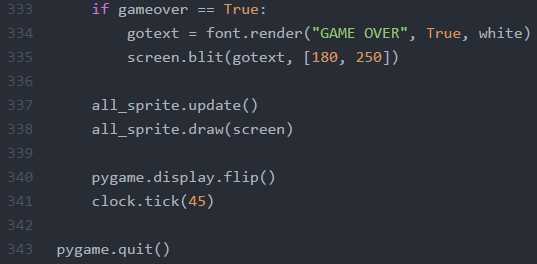 333 if gameover == True:
334 gotext = font.render("GAME OVER", True, white)
335 screen.blit(gotext, [180, 250])
336
337 all_sprite.update()
338 all_sprite.draw(screen)
339
340 pygame.display.flip()
341 clock.tick(45)
342
343 pygame.quit()